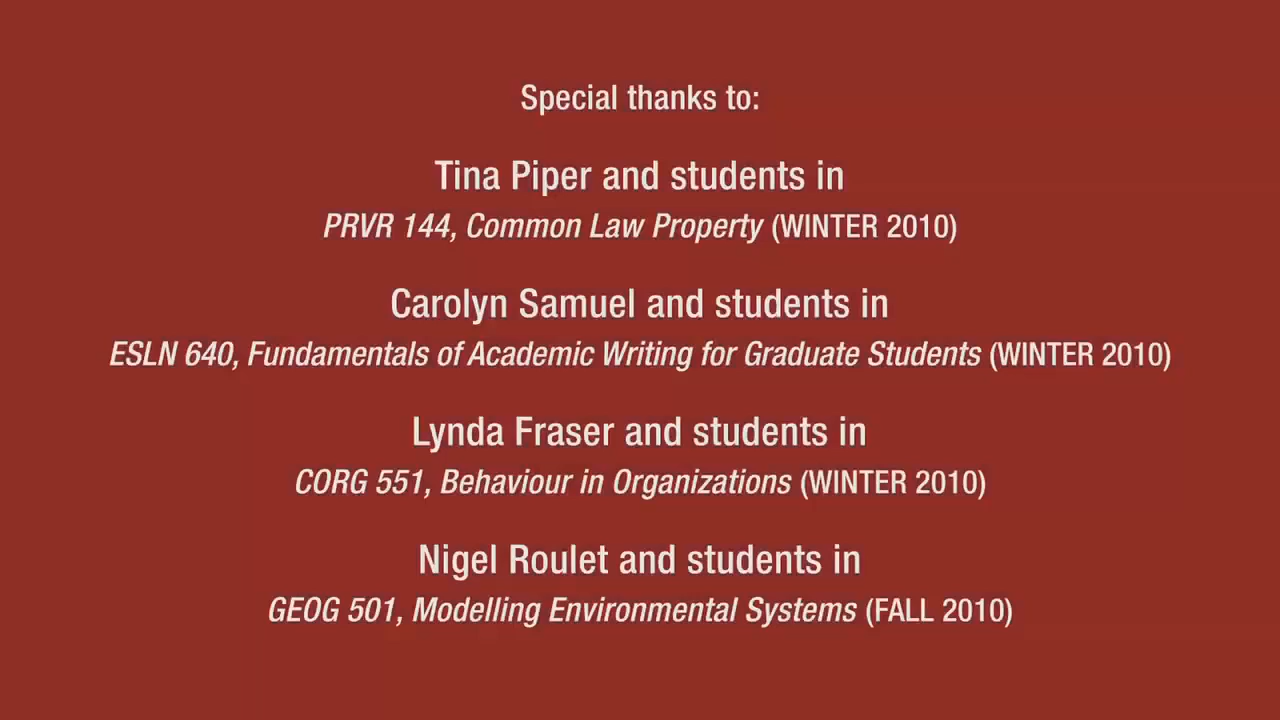 Special thanks to:
Tina Piper and students in
PRVR 144, Common Law Property (WINTER 2010)
Carolyn Samuel and students in
ESLN 640, Fundamentals of Academic Writing for Graduate Students (WINTER 2010)
Lynda Fraser and students in
CORG 551, Behaviour in Organizations (WINTER 2010)
Nigel Roulet and students in
GEOG 501, Modelling Environmental Systems (FALL 2010)